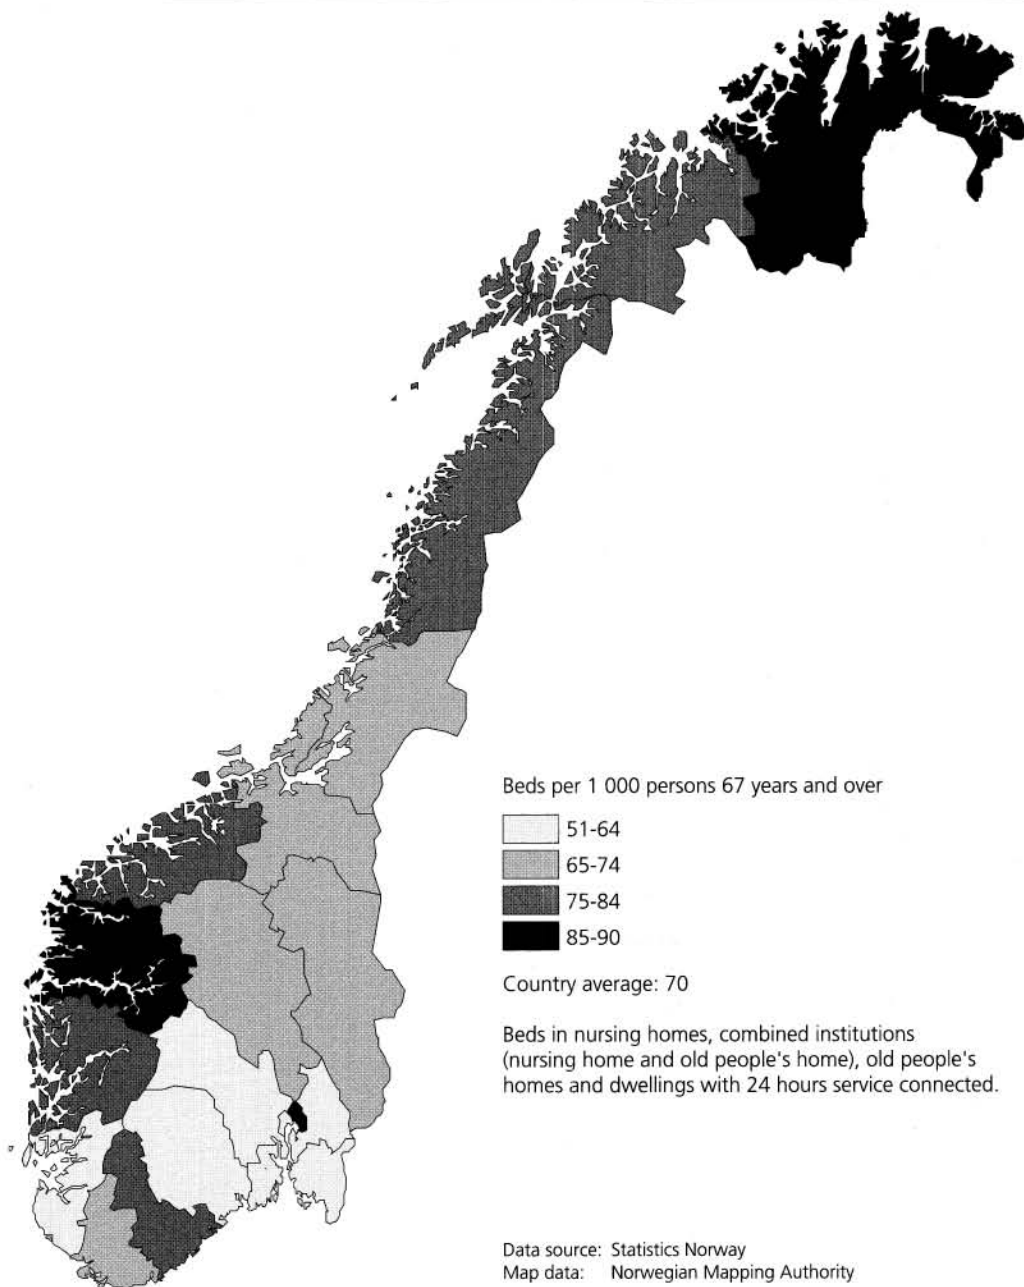 Beds per 1 000 persons 67 years and over
51-64
65-74
75-84
85-90
Country average: 70
Beds in nursing homes, combined institutions
(nursing home and old people's home), old people's
homes and dwellings with 24 hours service connected.
Data source: Statistics Norway
Map data: Norwegian Mapping Authority